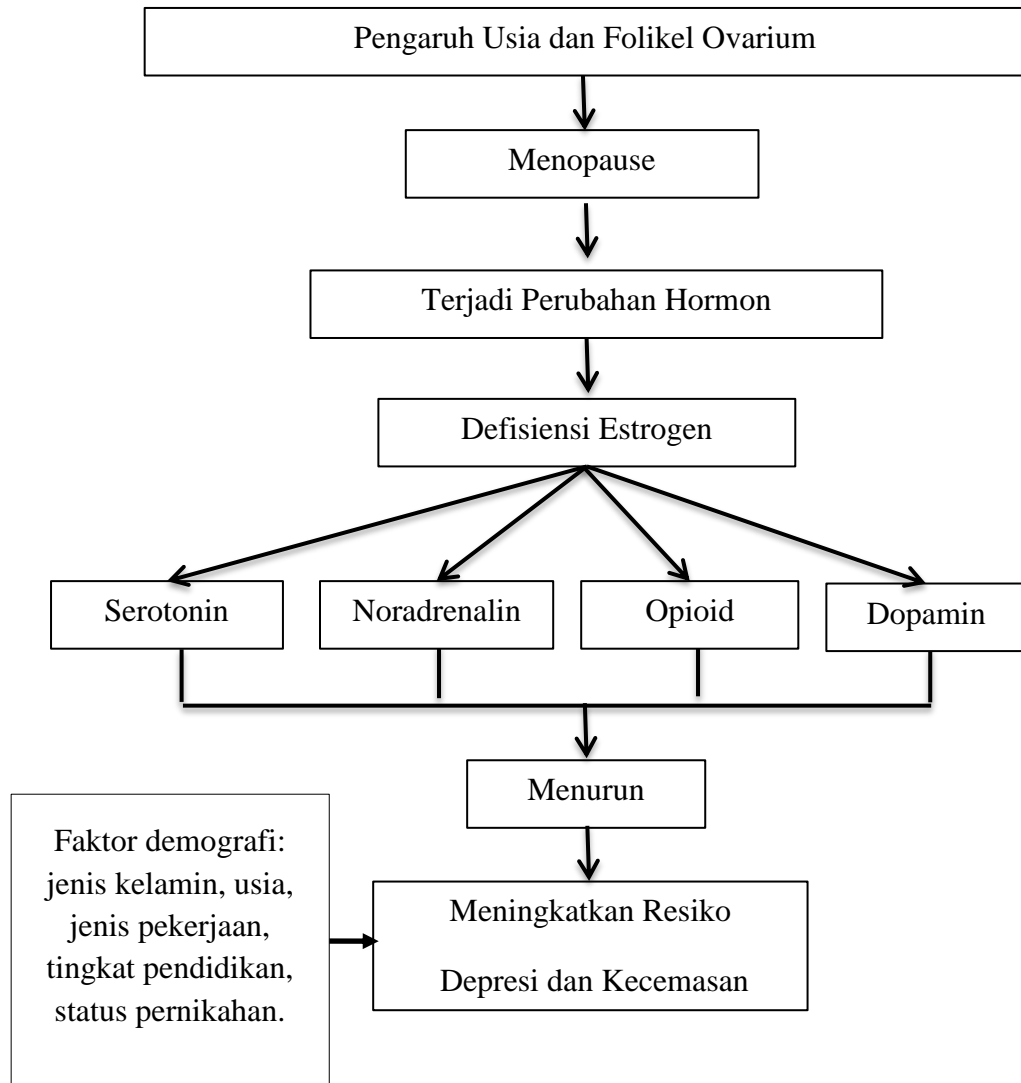 Pengaruh Usia dan Folikel Ovarium
Menopause
Terjadi Perubahan Hormon
Defisiensi Estrogen
Serotonin
Noradrenalin
Opioid
Dopamin
Menurun
Faktor demografi:
jenis kelamin, usia,
jenis pekerjaan,
tingkat pendidikan,
status pernikahan.
Meningkatkan Resiko
Depresi dan Kecemasan